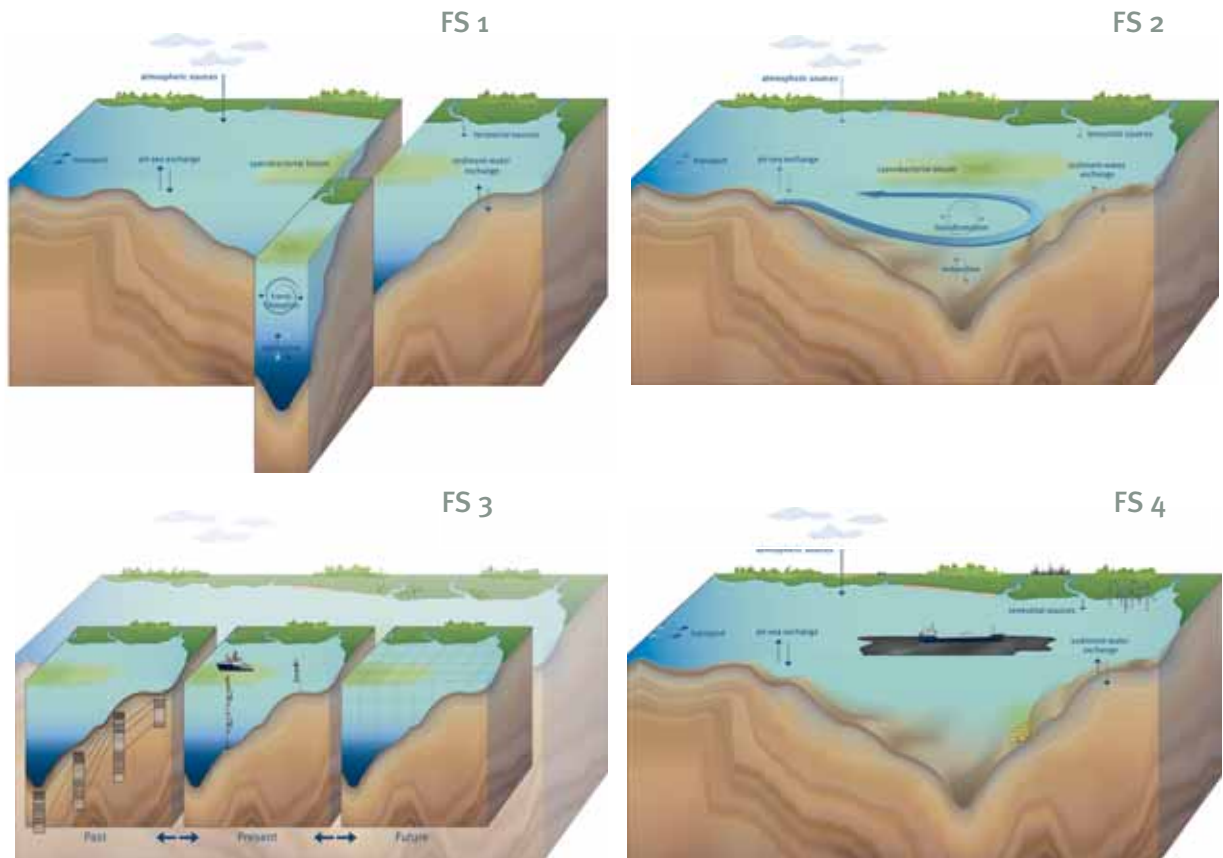 FS 1
atmospheric sources
terrestrial sources
transport
air-sea exchange
cyanobacterial bloom
sediment-water
exchange
FS 2
atmospheric sources
terrestrial sources
transport
air-sea exchange
cyanobacterial bloom
sediment-water
exchange
transformation
FS 3
Past
Present
Future
FS 4
atmospheric sources
terrestrial sources
transport
air-sea exchange
sediment-water
exchange